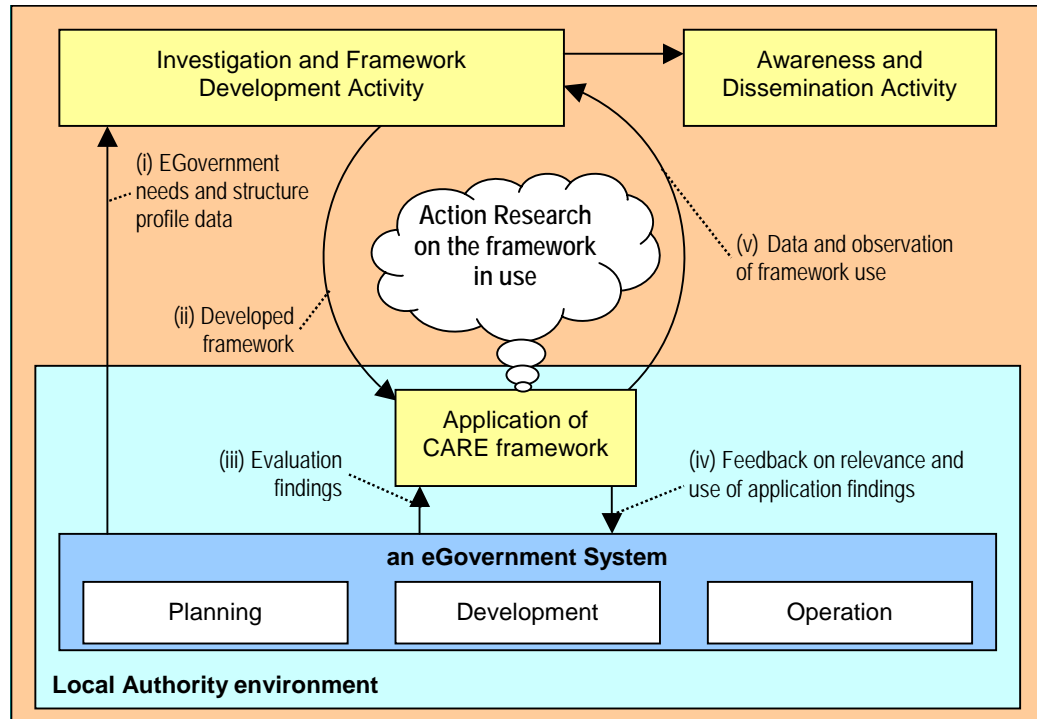 Investigation and Framework
Development Activity
Awareness and
Dissemination Activity
(i) EGovernment
needs and structure
profile data
Action Research
on the framework
in use
(v) Data and observation
of framework use
(ii) Developed
framework
Application of
CARE framework
(iii) Evaluation
findings
(iv) Feedback on relevance and
use of application findings
an eGovernment System
Planning
Development
Operation
Local Authority environment